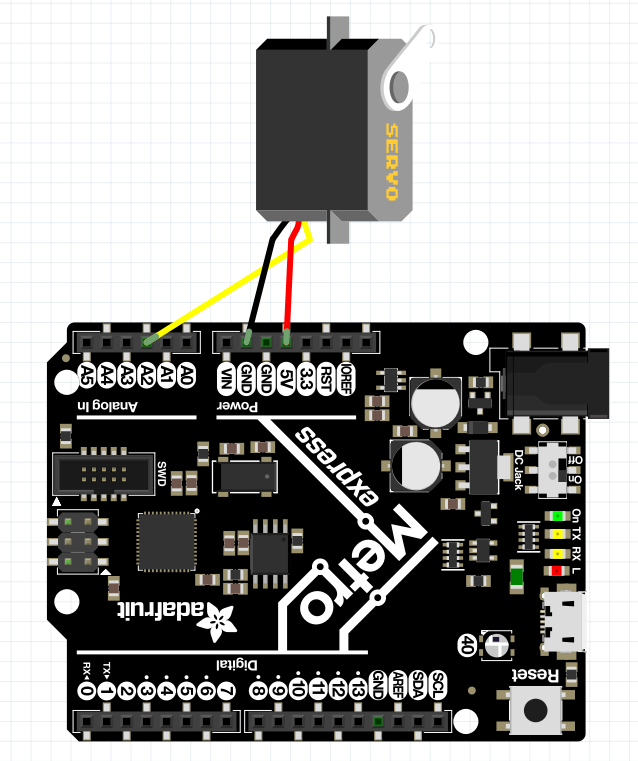 SERVO
A5 A4 A3 A2 A1 A0
VIN GND GND 5V 3.3 RST IOREF
Analog In
Power
express
SWD
DC Jack
Off
On
Metro
On
TX
RX
L
adafruit
40
Digital
Reset
RX◂ TX▸
0 1 2 3 4 5 6 7 8 9 10 11 12 13 GND AREF SDA SCL